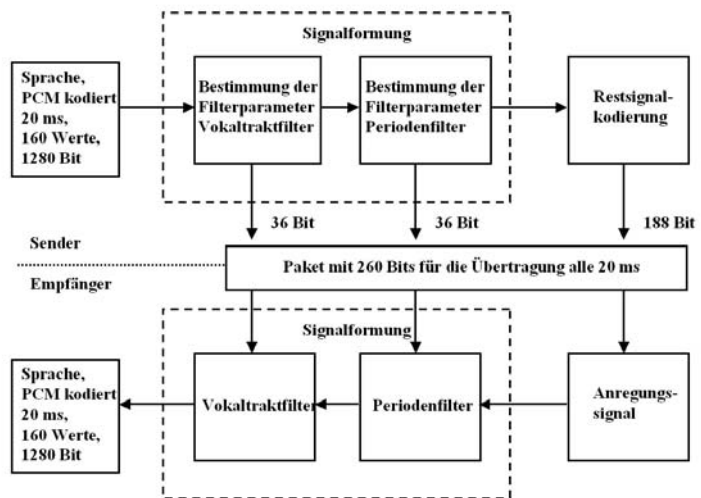 Signalformung
Sprache,
PCM kodiert
20 ms,
160 Werte,
1280 Bit
Bestimmung der
Filterparameter
Vokaltraktfilter
Bestimmung der
Filterparameter
Periodenfilter
Restsignal-
kodierung
36 Bit
36 Bit
188 Bit
Sender
Paket mit 260 Bits für die Übertragung alle 20 ms
Empfänger
Signalformung
Sprache,
PCM kodiert
20 ms,
160 Werte,
1280 Bit
Vokaltraktfilter
Periodenfilter
Anregungs-
signal